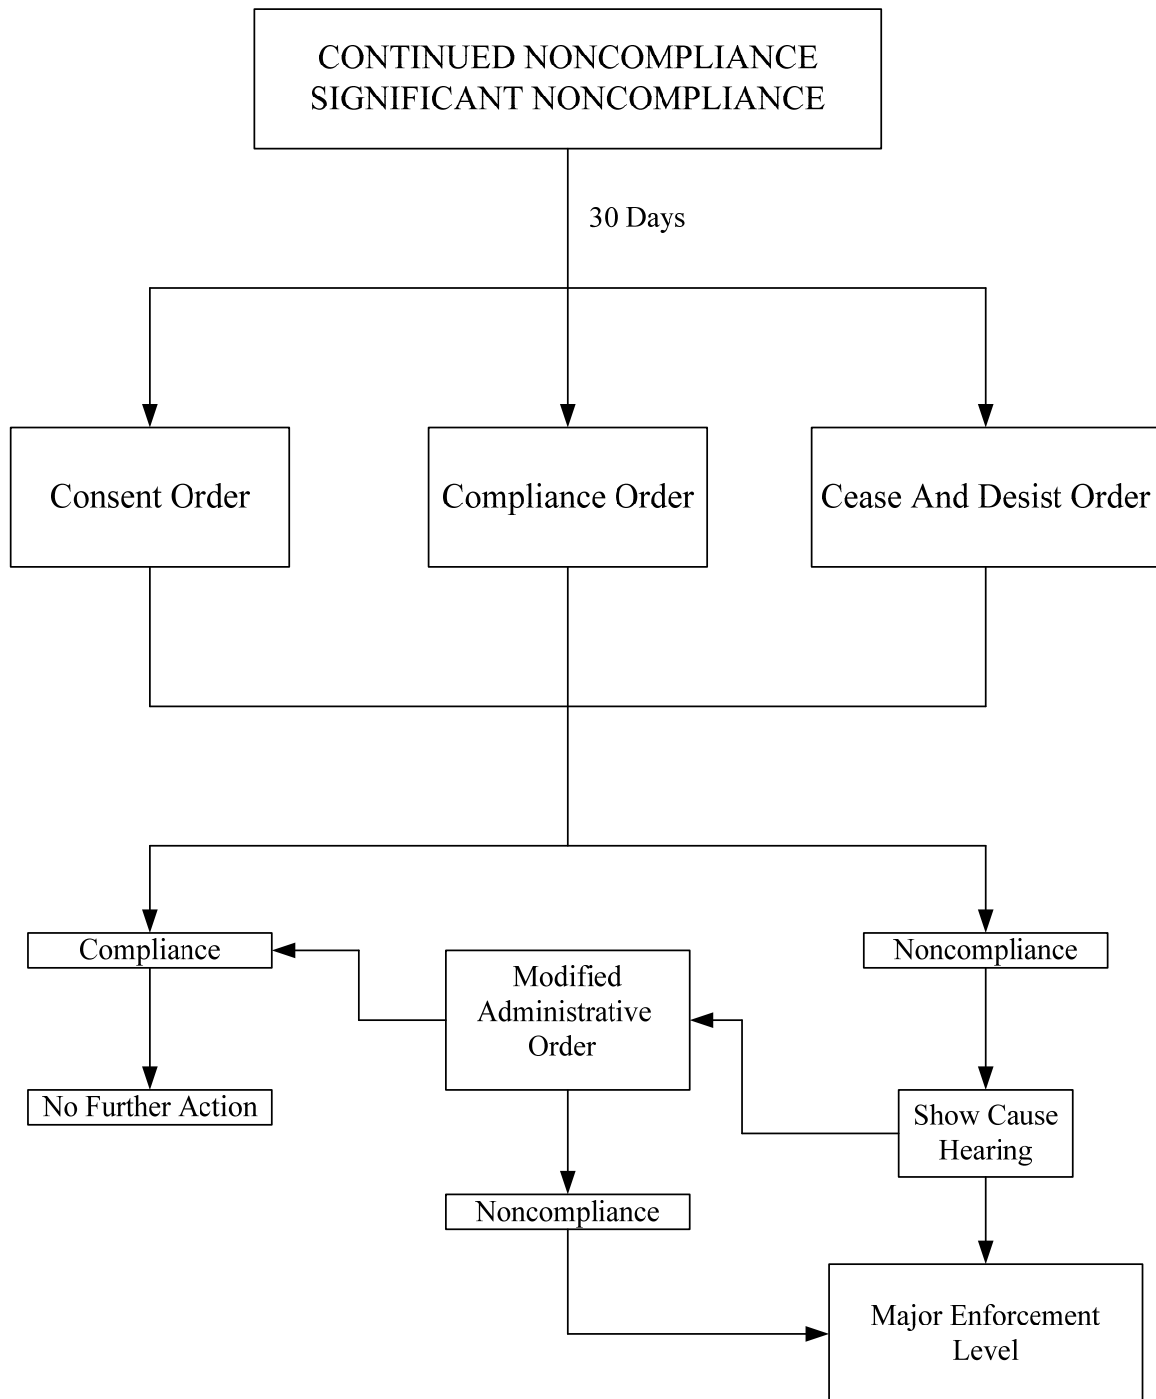 CONTINUED NONCOMPLIANCE
SIGNIFICANT NONCOMPLIANCE
30 Days
Consent Order
Compliance Order
Cease And Desist Order
Compliance
Noncompliance
Modified
Administrative
Order
No Further Action
Show Cause
Hearing
Noncompliance
Major Enforcement
Level